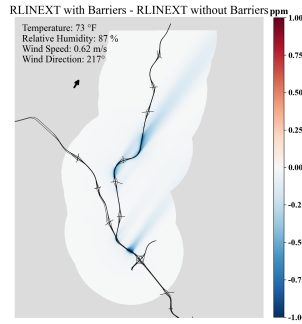 RLINEXT with Barriers - RLINEXT without Barriers
ppm
Temperature: 73 °F
Relative Humidity: 87 %
Wind Speed: 0.62 m/s
Wind Direction: 217°
1.00
0.75
0.50
0.25
0.00
-0.2
-0.5
-0.7
-1.0